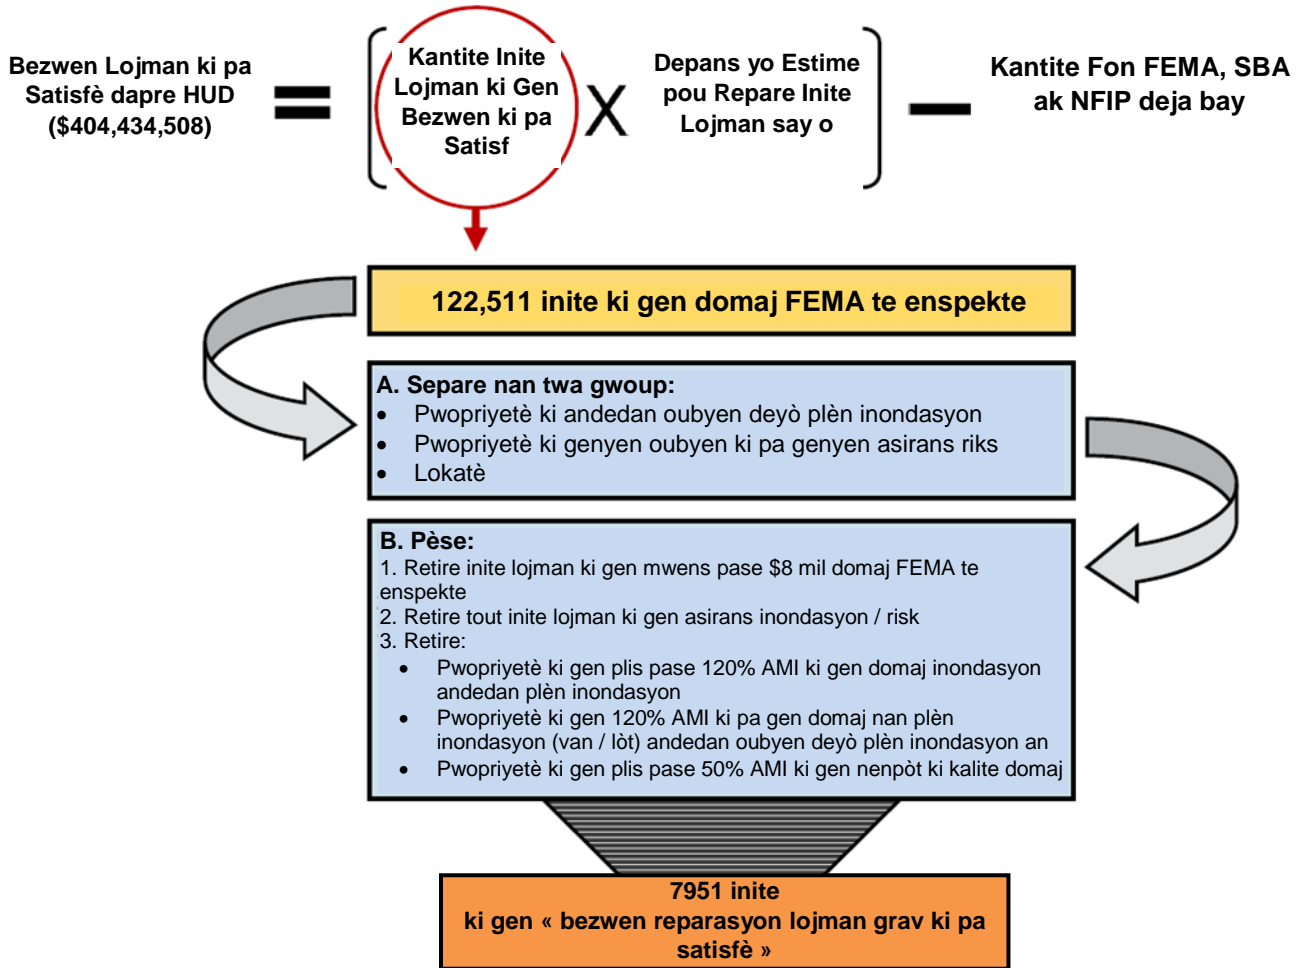 Bezwen Lojman ki pa
Satisfè dapre HUD
($404,434,508)
=
Kantite Inite
Lojman ki Gen
Bezwen ki pa
Satisf
X
Depans yo Estime
pou Repare Inite
Lojman say o
—
Kantite Fon FEMA, SBA
ak NFIP deja bay
122,511 inite ki gen domaj FEMA te enspekte
A. Separe nan twa gwoup:
• Pwopriyetè ki andedan oubyen deyò plèn inondasyon
• Pwopriyetè ki genyen oubyen ki pa genyen asirans riks
• Lokatè
B. Pèse:
1. Retire inite lojman ki gen mwens pase $8 mil domaj FEMA te
enspekte
2. Retire tout inite lojman ki gen asirans inondasyon / risk
3. Retire:
• Pwopriyetè ki gen plis pase 120% AMI ki gen domaj inondasyon
andedan plèn inondasyon
• Pwopriyetè ki gen 120% AMI ki pa gen domaj nan plèn
inondasyon (van / lòt) andedan oubyen deyò plèn inondasyon an
• Pwopriyetè ki gen plis pase 50% AMI ki gen nenpòt ki kalite domaj
7951 inite
ki gen « bezwen reparasyon lojman grav ki pa
satisfè »